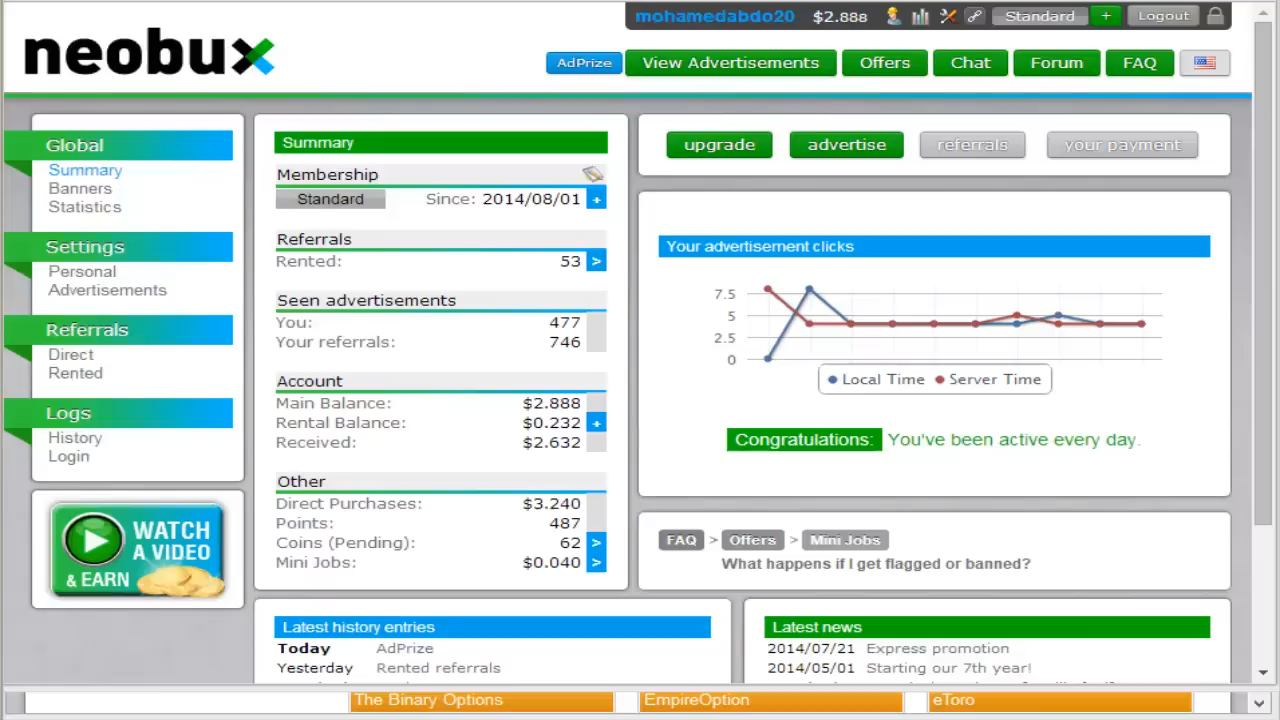 mohamedabdo20 $2.888 Standard + Logout
neobux
AdPrize View Advertisements Offers Chat Forum FAQ
Global
Summary
Banners
Statistics
Settings
Personal
Advertisements
Referrals
Direct
Rented
Logs
History
Login
WATCH
A VIDEO
& EARN
Summary
Membership
Standard Since: 2014/08/01 +
Referrals
Rented: 53 >
Seen advertisements
You: 477
Your referrals: 746
Account
Main Balance: $2.888
Rental Balance: $0.232 +
Received: $2.632
Other
Direct Purchases: $3.240
Points: 487
Coins (Pending): 62 >
Mini Jobs: $0.040 >
upgrade advertise referrals your payment
Your advertisement clicks
7.5
5
2.5
0
Local Time Server Time
Congratulations: You've been active every day.
FAQ > Offers > Mini Jobs
What happens if I get flagged or banned?
Latest history entries
Today AdPrize
Yesterday Rented referrals
Latest news
2014/07/21 Express promotion
2014/05/01 Starting our 7th year!
The Binary Options EmpireOption eToro